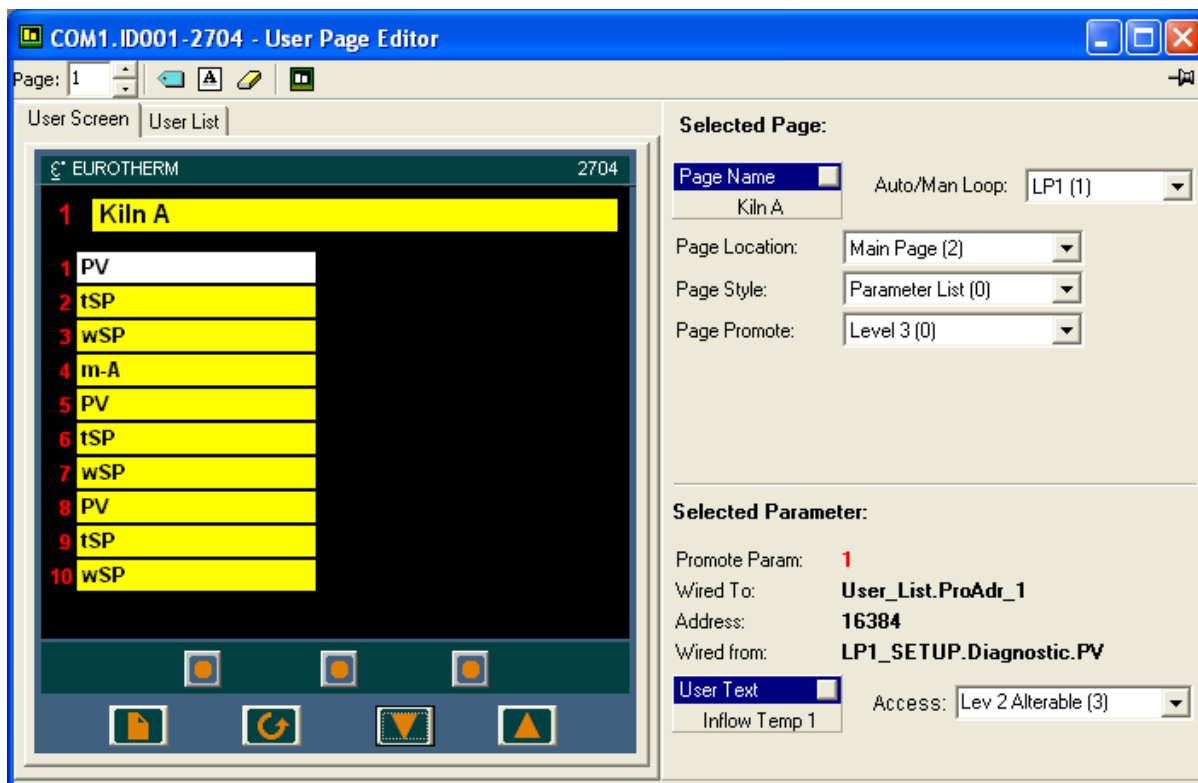 COM1.ID001-2704 - User Page Editor
Page: 1
A
User Screen User List
EUROTHERM 2704
1 Kiln A
1 PV
2 tSP
3 wSP
4 m-A
5 PV
6 tSP
7 wSP
8 PV
9 tSP
10 wSP
Selected Page:
Page Name
Kiln A
Auto/Man Loop: LP1 (1)
Page Location: Main Page (2)
Page Style: Parameter List (0)
Page Promote: Level 3 (0)
Selected Parameter:
Promote Param: 1
Wired To: User_List.ProAdr_1
Address: 16384
Wired from: LP1_SETUP.Diagnostic.PV
User Text
Inflow Temp 1
Access: Lev 2 Alterable (3)